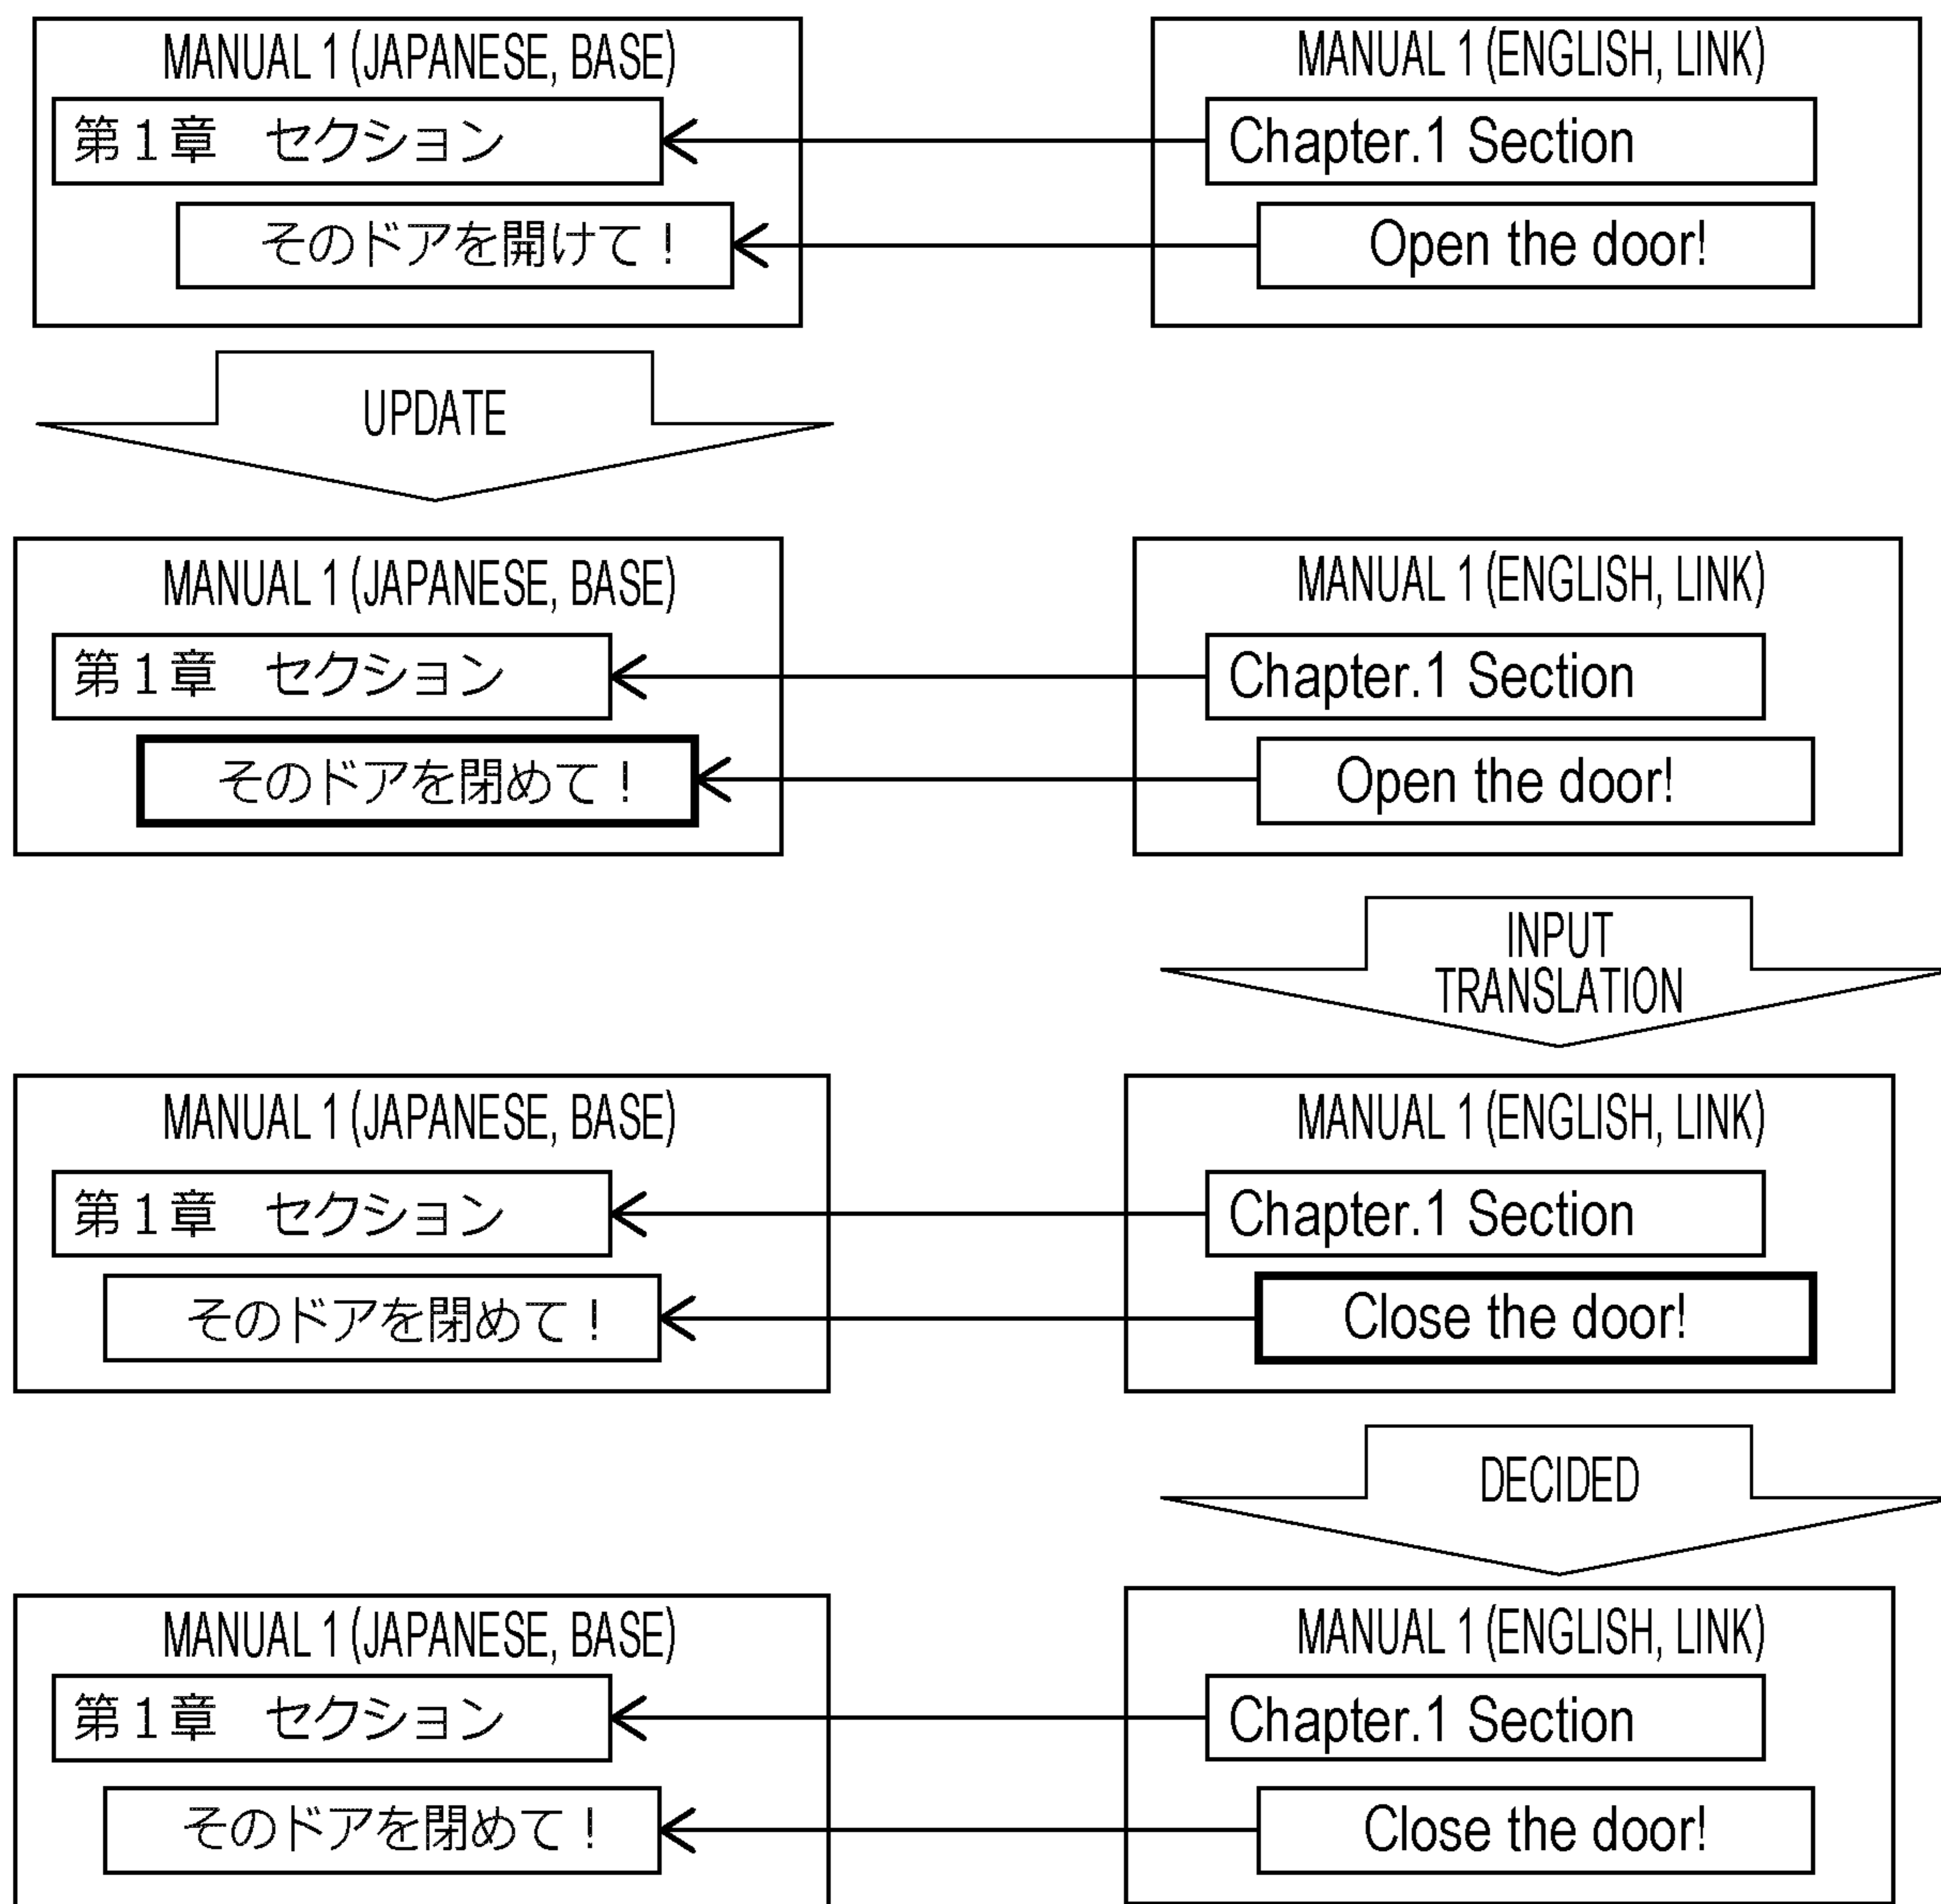 MANUAL 1 (JAPANESE, BASE)
第１章　セクション
そのドアを開けて！
MANUAL 1 (ENGLISH, LINK)
Chapter.1 Section
Open the door!
UPDATE
MANUAL 1 (JAPANESE, BASE)
第１章　セクション
そのドアを閉めて！
MANUAL 1 (ENGLISH, LINK)
Chapter.1 Section
Open the door!
INPUT
TRANSLATION
MANUAL 1 (JAPANESE, BASE)
第１章　セクション
そのドアを閉めて！
MANUAL 1 (ENGLISH, LINK)
Chapter.1 Section
Close the door!
DECIDED
MANUAL 1 (JAPANESE, BASE)
第１章　セクション
そのドアを閉めて！
MANUAL 1 (ENGLISH, LINK)
Chapter.1 Section
Close the door!